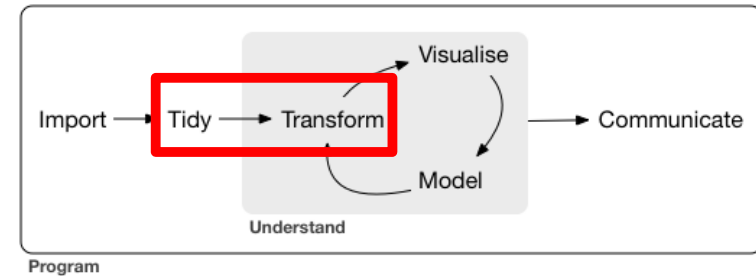 Visualise
Import Tidy Transform Communicate
Model
Understand
Program